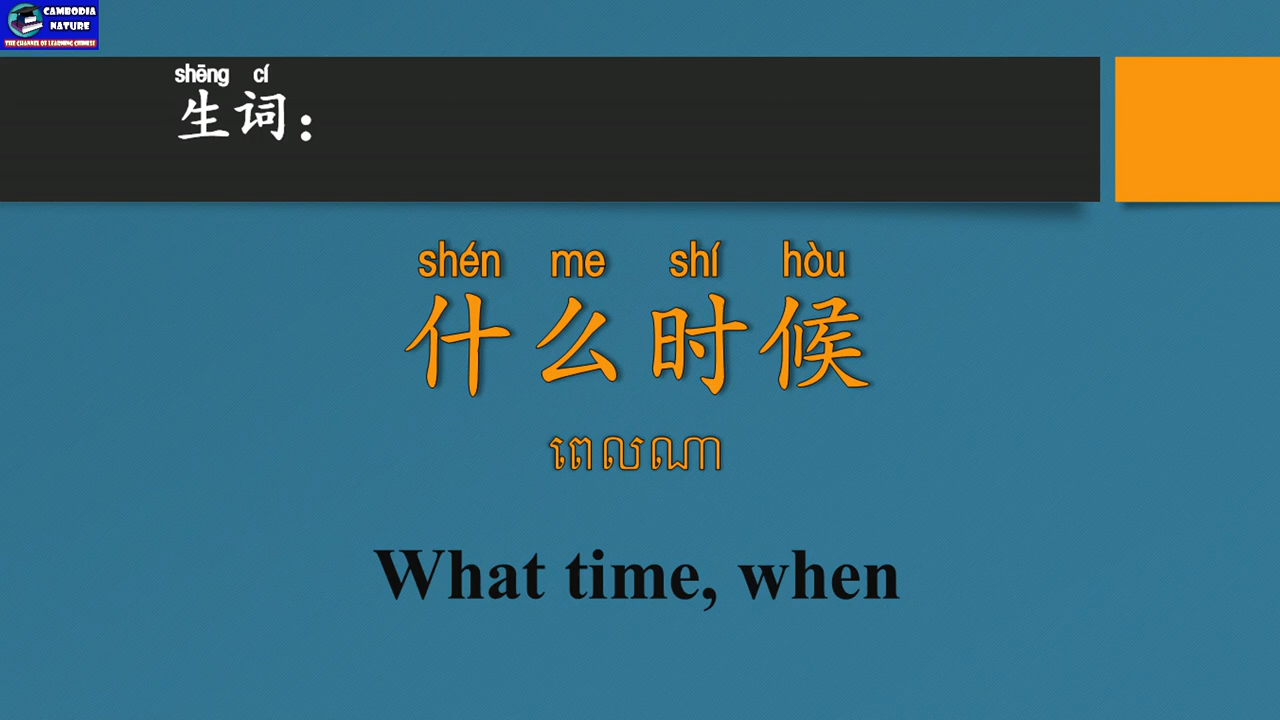 CAMBODIA
NATURE
THE CHANNEL OF LEARNING CHINESE
shēng cí
生词：
shén me shí hòu
什么时候
ពេលណា
What time, when